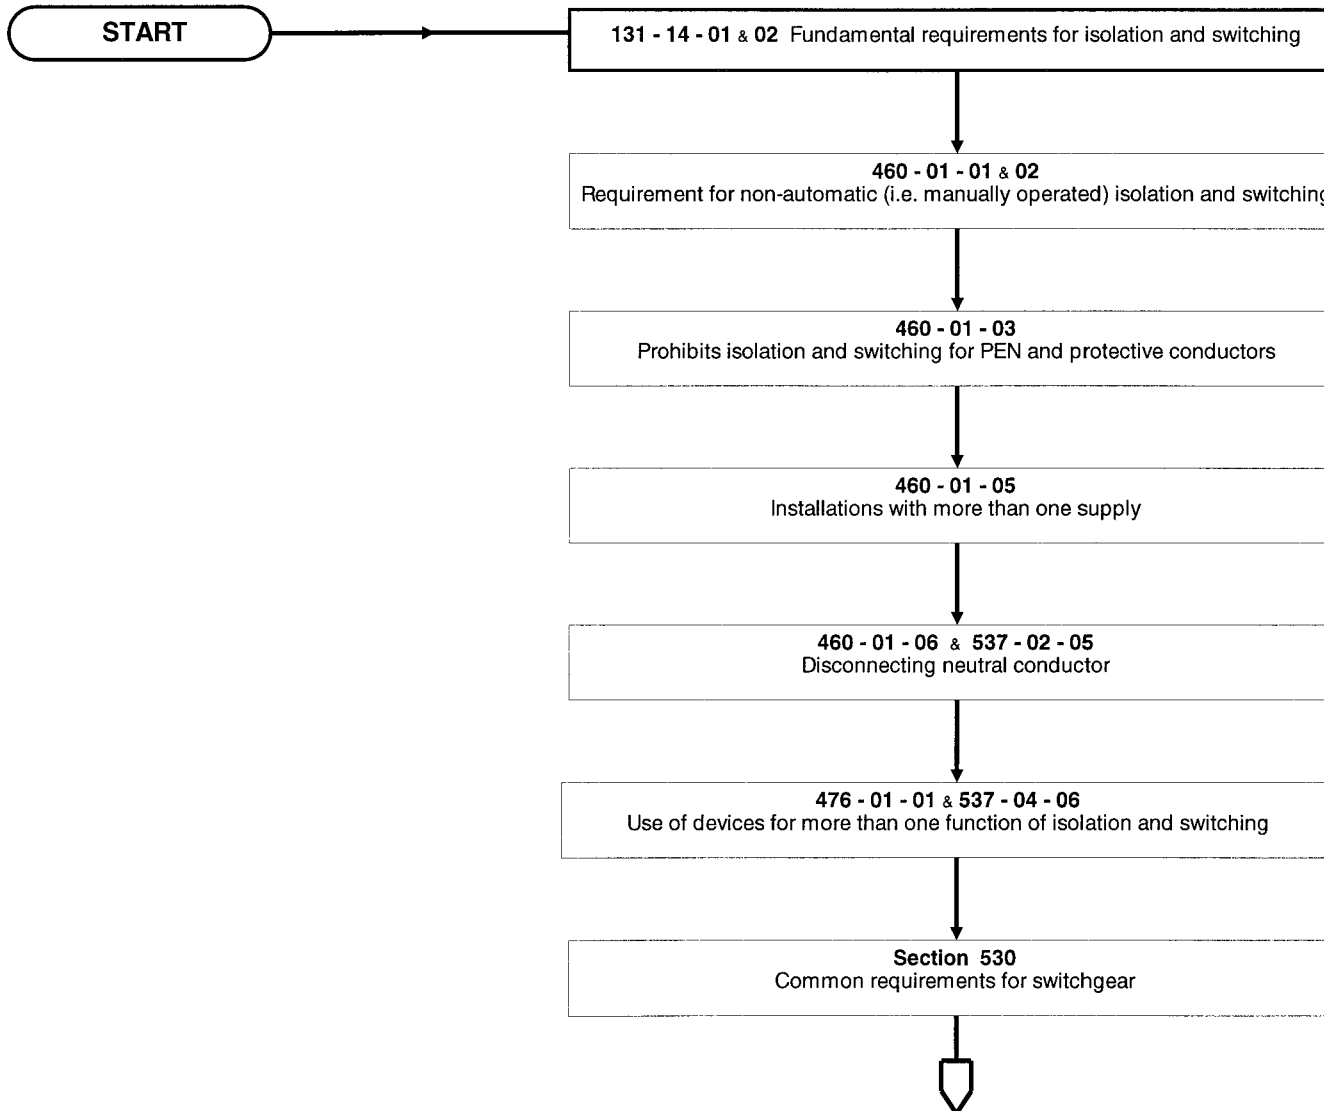 START
131 - 14 - 01 & 02 Fundamental requirements for isolation and switching
460 - 01 - 01 & 02
Requirement for non-automatic (i.e. manually operated) isolation and switching
460 - 01 - 03
Prohibits isolation and switching for PEN and protective conductors
460 - 01 - 05
Installations with more than one supply
460 - 01 - 06 & 537 - 02 - 05
Disconnecting neutral conductor
476 - 01 - 01 & 537 - 04 - 06
Use of devices for more than one function of isolation and switching
Section 530
Common requirements for switchgear